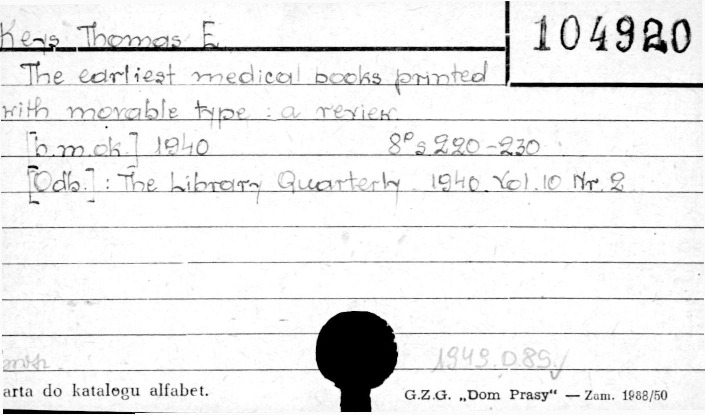 Keys Thomas E.
104920
The earliest medical books printed
with movable type : a review.
[b.m.ok.] 1940 8° s 220-230
[Odb.] : The Library Quarterly 1940. Vol. 10 Nr. 2
1949.D.89.
arta do katalogu alfabet.
G.Z.G. „Dom Prasy" — Zam. 1988/50